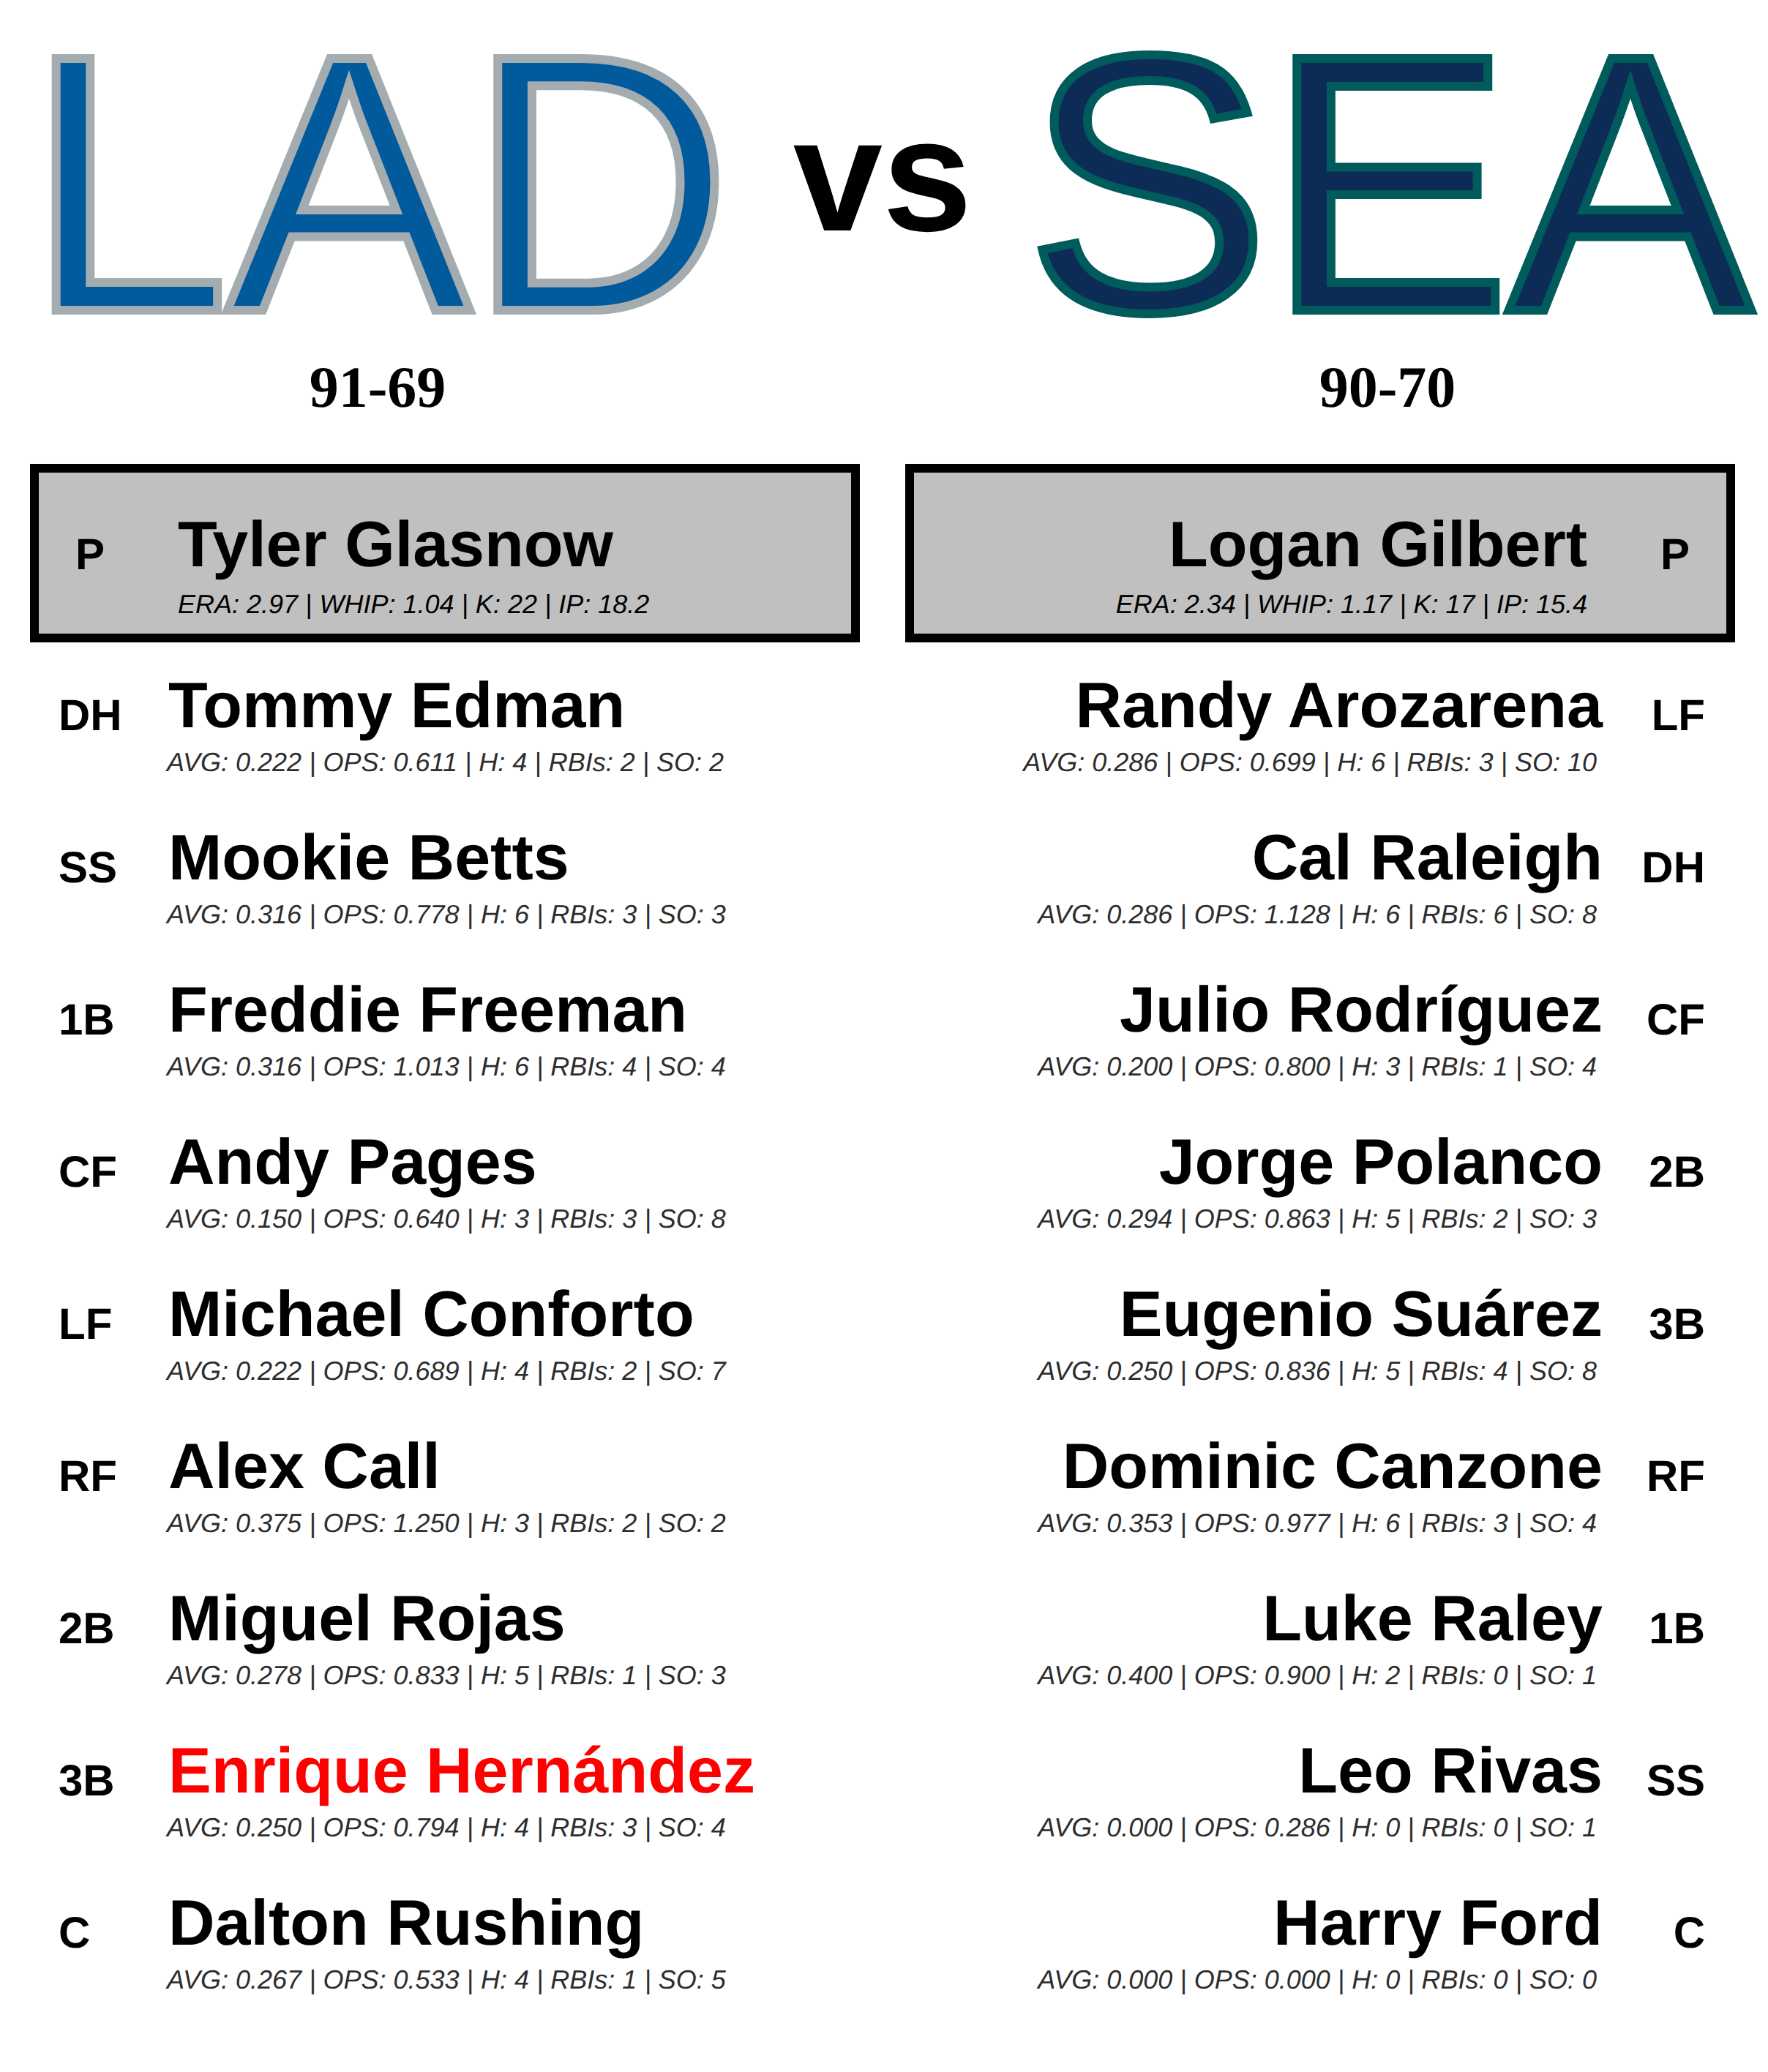 LAD vs SEA
91-69 90-70
P Tyler Glasnow
ERA: 2.97 | WHIP: 1.04 | K: 22 | IP: 18.2
Logan Gilbert P
ERA: 2.34 | WHIP: 1.17 | K: 17 | IP: 15.4
DH Tommy Edman
AVG: 0.222 | OPS: 0.611 | H: 4 | RBIs: 2 | SO: 2
SS Mookie Betts
AVG: 0.316 | OPS: 0.778 | H: 6 | RBIs: 3 | SO: 3
1B Freddie Freeman
AVG: 0.316 | OPS: 1.013 | H: 6 | RBIs: 4 | SO: 4
CF Andy Pages
AVG: 0.150 | OPS: 0.640 | H: 3 | RBIs: 3 | SO: 8
LF Michael Conforto
AVG: 0.222 | OPS: 0.689 | H: 4 | RBIs: 2 | SO: 7
RF Alex Call
AVG: 0.375 | OPS: 1.250 | H: 3 | RBIs: 2 | SO: 2
2B Miguel Rojas
AVG: 0.278 | OPS: 0.833 | H: 5 | RBIs: 1 | SO: 3
3B Enrique Hernández
AVG: 0.250 | OPS: 0.794 | H: 4 | RBIs: 3 | SO: 4
C Dalton Rushing
AVG: 0.267 | OPS: 0.533 | H: 4 | RBIs: 1 | SO: 5
Randy Arozarena LF
AVG: 0.286 | OPS: 0.699 | H: 6 | RBIs: 3 | SO: 10
Cal Raleigh DH
AVG: 0.286 | OPS: 1.128 | H: 6 | RBIs: 6 | SO: 8
Julio Rodríguez CF
AVG: 0.200 | OPS: 0.800 | H: 3 | RBIs: 1 | SO: 4
Jorge Polanco 2B
AVG: 0.294 | OPS: 0.863 | H: 5 | RBIs: 2 | SO: 3
Eugenio Suárez 3B
AVG: 0.250 | OPS: 0.836 | H: 5 | RBIs: 4 | SO: 8
Dominic Canzone RF
AVG: 0.353 | OPS: 0.977 | H: 6 | RBIs: 3 | SO: 4
Luke Raley 1B
AVG: 0.400 | OPS: 0.900 | H: 2 | RBIs: 0 | SO: 1
Leo Rivas SS
AVG: 0.000 | OPS: 0.286 | H: 0 | RBIs: 0 | SO: 1
Harry Ford C
AVG: 0.000 | OPS: 0.000 | H: 0 | RBIs: 0 | SO: 0